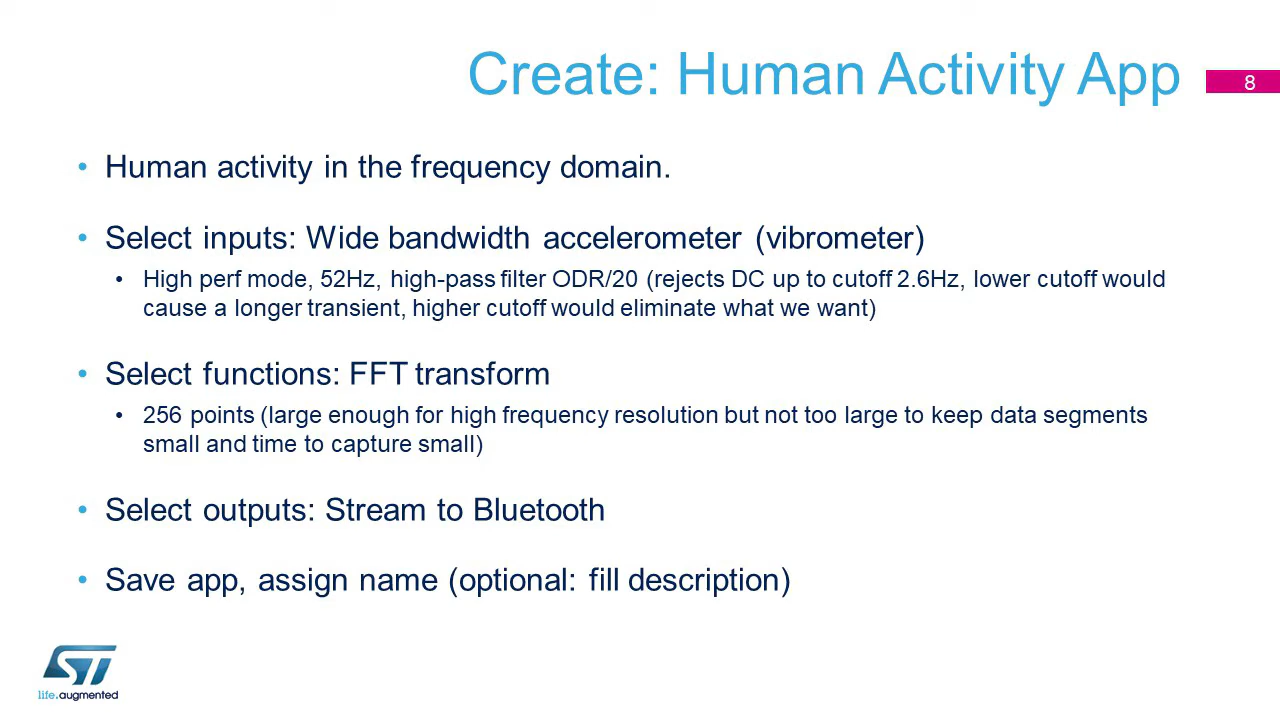 Create: Human Activity App
8
• Human activity in the frequency domain.
• Select inputs: Wide bandwidth accelerometer (vibrometer)
• High perf mode, 52Hz, high-pass filter ODR/20 (rejects DC up to cutoff 2.6Hz, lower cutoff would
cause a longer transient, higher cutoff would eliminate what we want)
• Select functions: FFT transform
• 256 points (large enough for high frequency resolution but not too large to keep data segments
small and time to capture small)
• Select outputs: Stream to Bluetooth
• Save app, assign name (optional: fill description)
ST
life.augmented